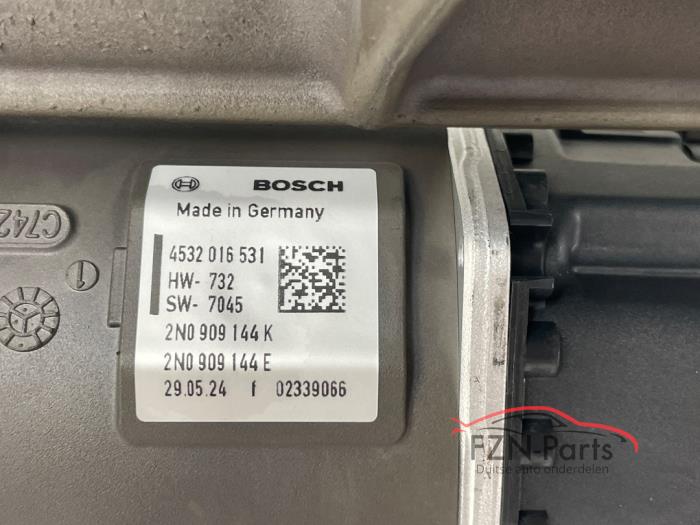 BOSCH
Made in Germany
4532 016 531
HW- 732
SW- 7045
2N0 909 144 K
2N0 909 144 E
29.05.24 f 02339066
C742
1
FZN-Parts
Duitse auto onderdelen